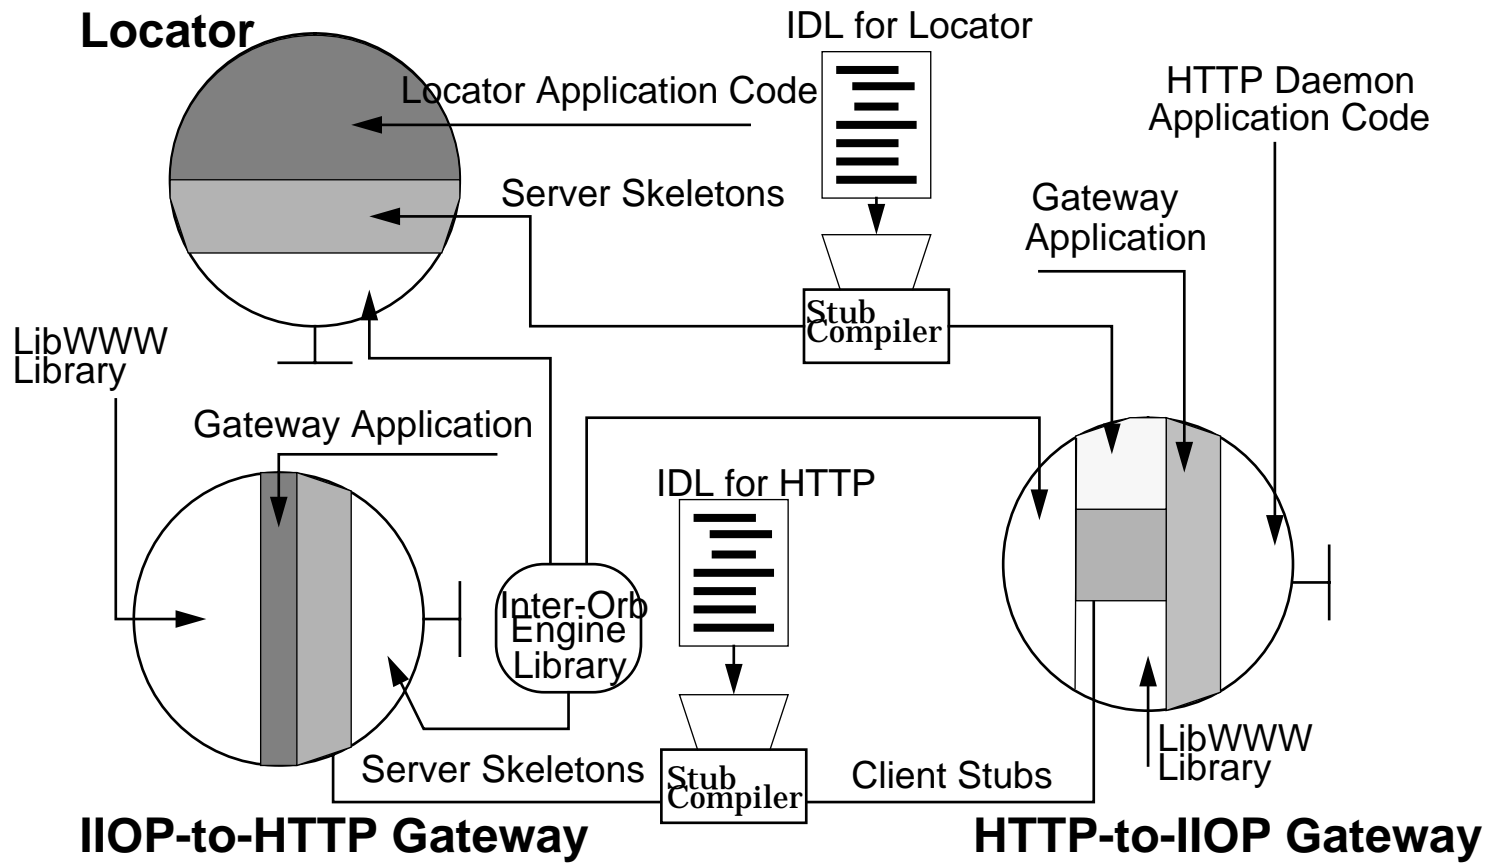 Locator
IDL for Locator
Locator Application Code
HTTP Daemon
Application Code
Server Skeletons
Gateway
Application
Stub
Compiler
LibWWW
Library
Gateway Application
IDL for HTTP
Inter-Orb
Engine
Library
LibWWW
Library
Server Skeletons
Stub
Compiler
Client Stubs
IIOP-to-HTTP Gateway
HTTP-to-IIOP Gateway